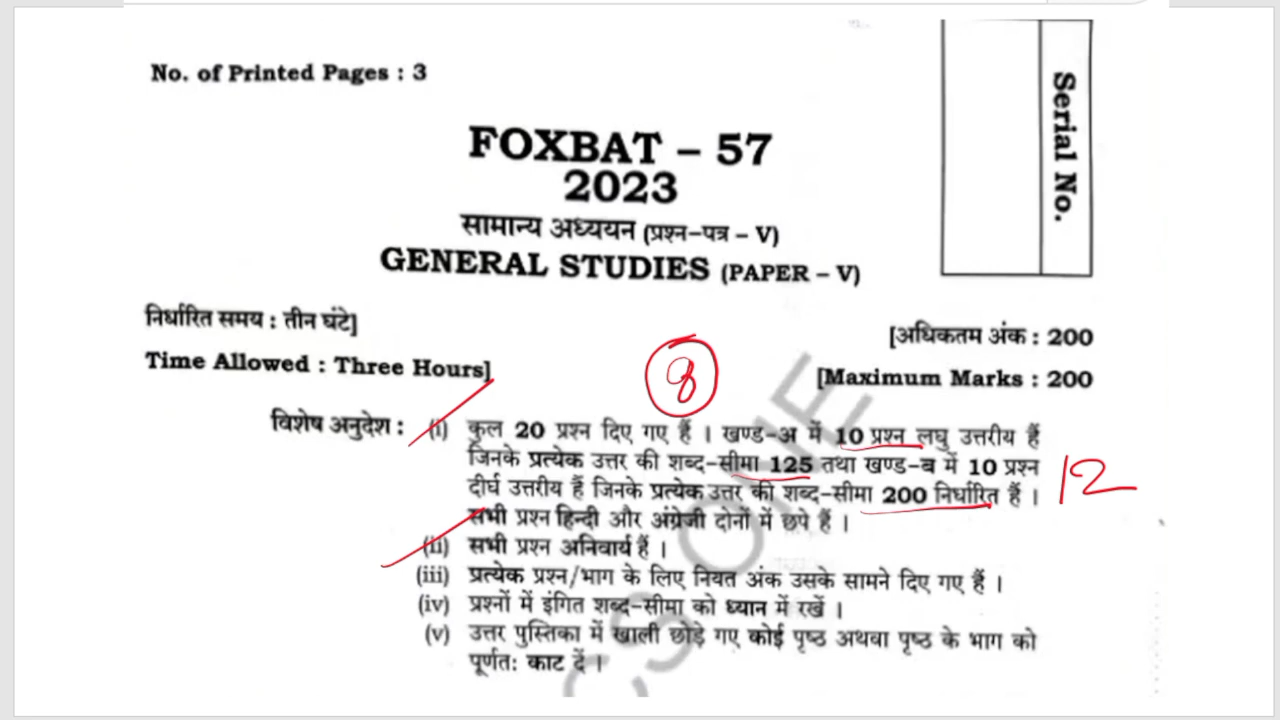 No. of Printed Pages : 3
Serial No.
FOXBAT – 57
2023
सामान्य अध्ययन (प्रश्न-पत्र – V)
GENERAL STUDIES (PAPER – V)
निर्धारित समय : तीन घंटे]
[अधिकतम अंक : 200
Time Allowed : Three Hours]
8
[Maximum Marks : 200
विशेष अनुदेश : (i) कुल 20 प्रश्न दिए गए हैं । खण्ड-अ में 10 प्रश्न लघु उत्तरीय हैं
जिनके प्रत्येक उत्तर की शब्द-सीमा 125 तथा खण्ड-ब में 10 प्रश्न
12
दीर्घ उत्तरीय हैं जिनके प्रत्येक उत्तर की शब्द-सीमा 200 निर्धारित हैं ।
सभी प्रश्न हिन्दी और अंग्रेजी दोनों में छपे हैं ।
(ii) सभी प्रश्न अनिवार्य हैं ।
(iii) प्रत्येक प्रश्न/भाग के लिए नियत अंक उसके सामने दिए गए हैं ।
(iv) प्रश्नों में इंगित शब्द-सीमा को ध्यान में रखें ।
(v) उत्तर पुस्तिका में खाली छोड़े गए कोई पृष्ठ अथवा पृष्ठ के भाग को
पूर्णत: काट दें ।
CS ONE